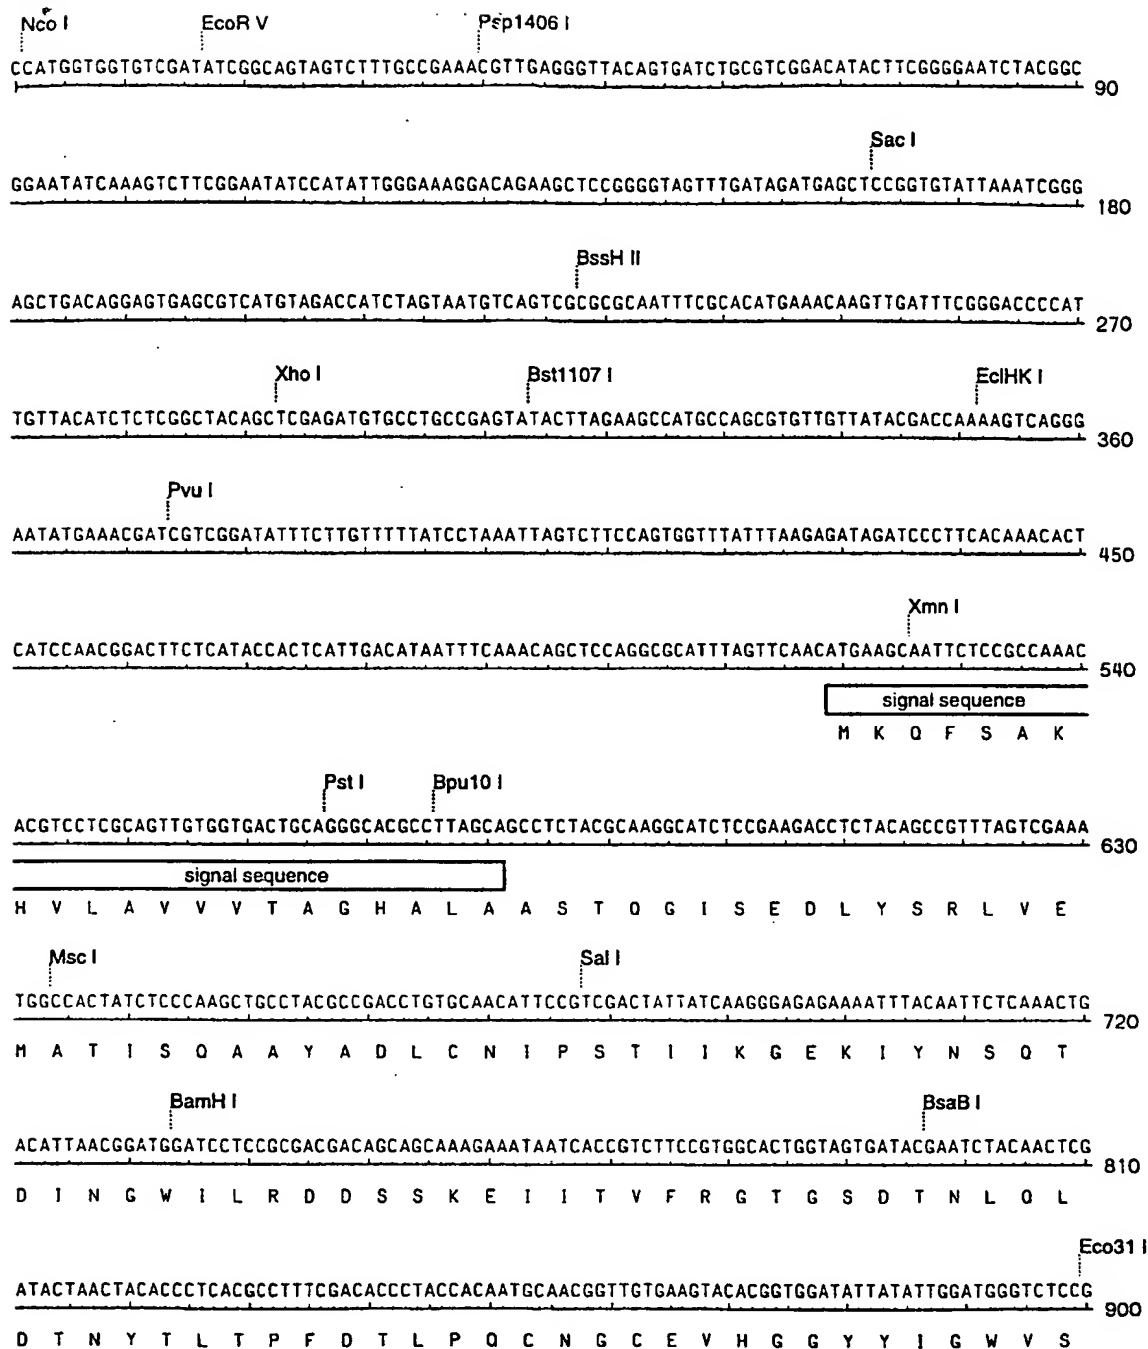 Nco I EcoR V Psp1406 I
CCATGGTGGTGTCGATATCGGCAGTAGTCTTTGCCGAAACGTTGAGGGTTACAGTGATCTGCGTCGGACATACTTCGGGGAATCTACGGC
90
Sac I
GGAATATCAAAGTCTTCGGAATATCCATATTGGGAAAGGACAGAAGCTCCGGGGTAGTTTGATAGATGAGCTCCGGTGTATTAAATCGGG
180
BssH II
AGCTGACAGGAGTGAGCGTCATGTAGACCATCTAGTAATGTCAGTCGCGCGCAATTTCGCACATGAAACAAGTTGATTTCGGGACCCCAT
270
Xho I Bst1107 I EclHK I
TGTTACATCTCTCGGCTACAGCTCGAGATGTGCCTGCCGAGTATACTTAGAAGCCATGCCAGCGTGTTGTTATACGACCAAAAGTCAGGG
360
Pvu I
AATATGAAACGATCGTCGGATATTTCTTGTTTTTATCCTAAATTAGTCTTCCAGTGGTTTATTTAAGAGATAGATCCCTTCACAAACACT
450
Xmn I
CATCCAACGGACTTCTCATACCACTCATTGACATAATTTCAAACAGCTCCAGGCGCATTTAGTTCAACATGAAGCAATTCTCCGCCAAAC
540
signal sequence
M K Q F S A K
Pst I Bpu10 I
ACGTCCTCGCAGTTGTGGTGACTGCAGGGCACGCCTTAGCAGCCTCTACGCAAGGCATCTCCGAAGACCTCTACAGCCGTTTAGTCGAAA
630
signal sequence
H V L A V V V T A G H A L A A S T Q G I S E D L Y S R L V E
Msc I Sal I
TGGCCACTATCTCCCAAGCTGCCTACGCCGACCTGTGCAACATTCCGTCGACTATTATCAAGGGAGAGAAAATTTACAATTCTCAAACTG
720
M A T I S Q A A Y A D L C N I P S T I I K G E K I Y N S Q T
BamH I BsaB I
ACATTAACGGATGGATCCTCCGCGACGACAGCAGCAAAGAAATAATCACCGTCTTCCGTGGCACTGGTAGTGATACGAATCTACAACTCG
810
D I N G W I L R D D S S K E I I T V F R G T G S D T N L Q L
Eco31 I
ATACTAACTACACCCTCACGCCTTTCGACACCCTACCACAATGCAACGGTTGTGAAGTACACGGTGGATATTATATTGGATGGGTCTCCG
900
D T N Y T L T P F D T L P Q C N G C E V H G G Y Y I G W V S